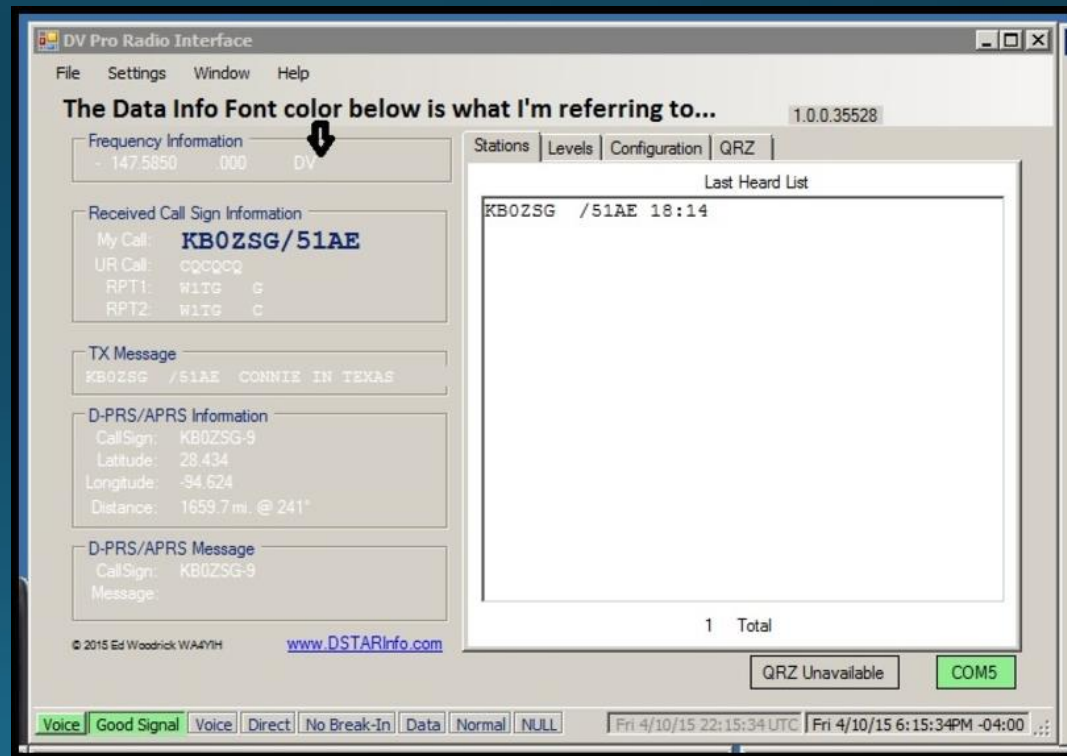 DV Pro Radio Interface
File Settings Window Help
The Data Info Font color below is what I'm referring to...
1.0.0.35528
Frequency Information
- 147.5850 .000 DV
Received Call Sign Information
My Call: KB0ZSG/51AE
UR Call: CQCQCQ
RPT1: W1TG G
RPT2: W1TG C
TX Message
KB0ZSG /51AE CONNIE IN TEXAS
D-PRS/APRS Information
CallSign: KB0ZSG-9
Latitude: 28.434
Longitude: -94.624
Distance: 1659.7 mi. @ 241°
D-PRS/APRS Message
CallSign: KB0ZSG-9
Message:
© 2015 Ed Woodrick WA4YIH www.DSTARInfo.com
Stations Levels Configuration QRZ
Last Heard List
KB0ZSG /51AE 18:14
1 Total
QRZ Unavailable COM5
Voice Good Signal Voice Direct No Break-In Data Normal NULL Fri 4/10/15 22:15:34 UTC Fri 4/10/15 6:15:34PM -04:00